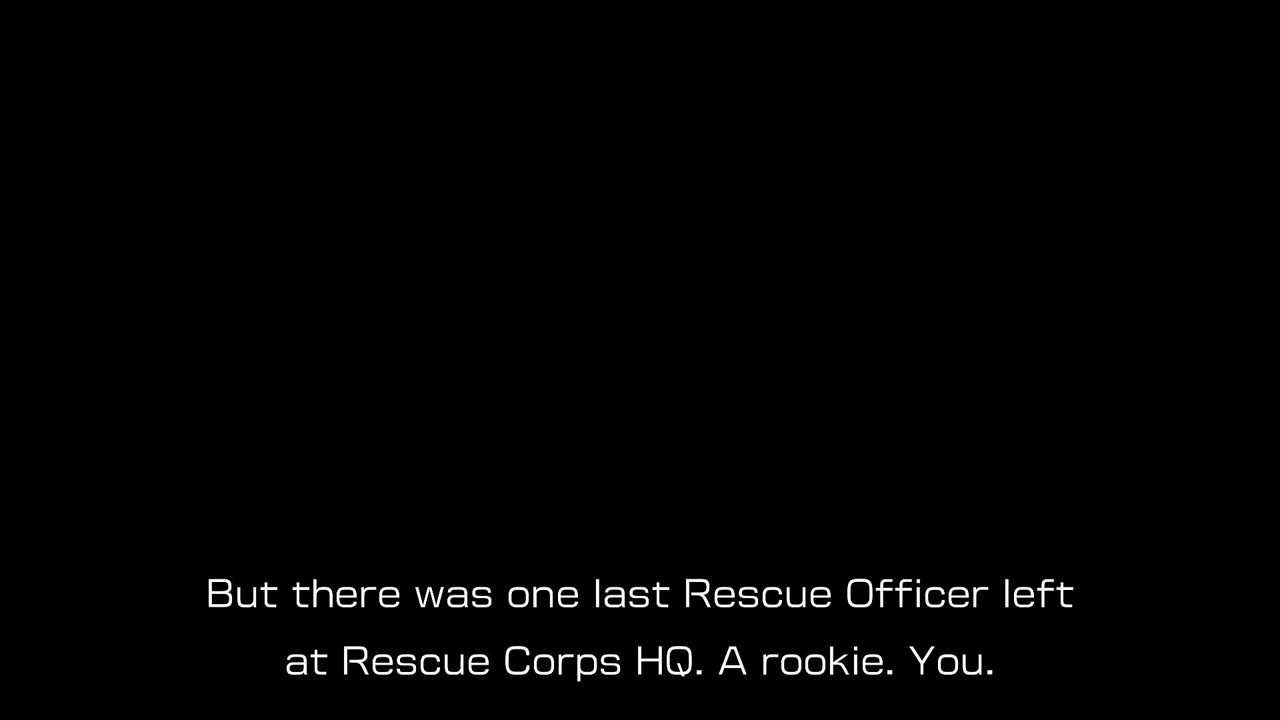 But there was one last Rescue Officer left
at Rescue Corps HQ. A rookie. You.